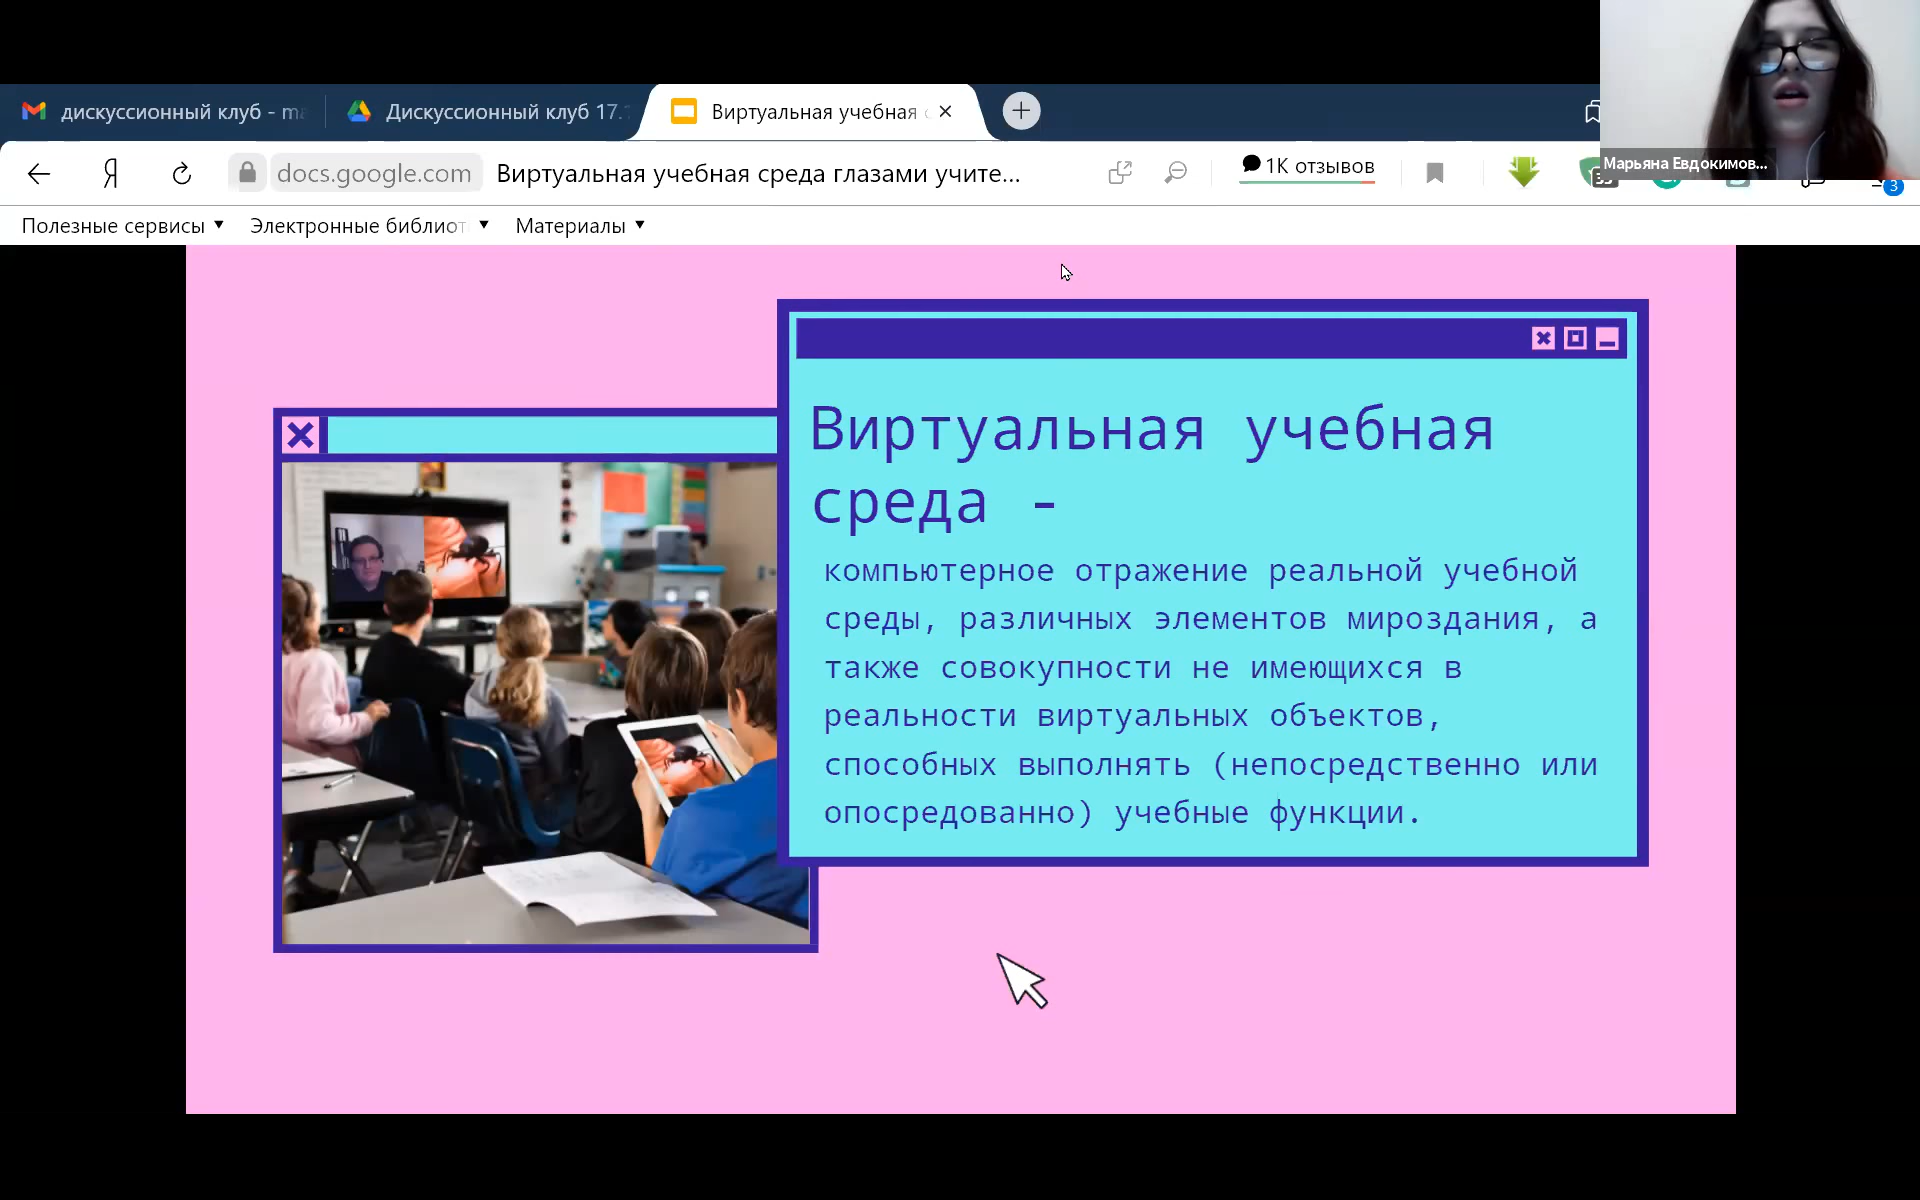 дискуссионный клуб - ma
Дискуссионный клуб 17.
Виртуальная учебная
docs.google.com
Виртуальная учебная среда глазами учите...
1К отзывов
Марьяна Евдокимов...
3
Полезные сервисы
Электронные библиот
Материалы
Виртуальная учебная
среда -
компьютерное отражение реальной учебной
среды, различных элементов мироздания, а
также совокупности не имеющихся в
реальности виртуальных объектов,
способных выполнять (непосредственно или
опосредованно) учебные функции.